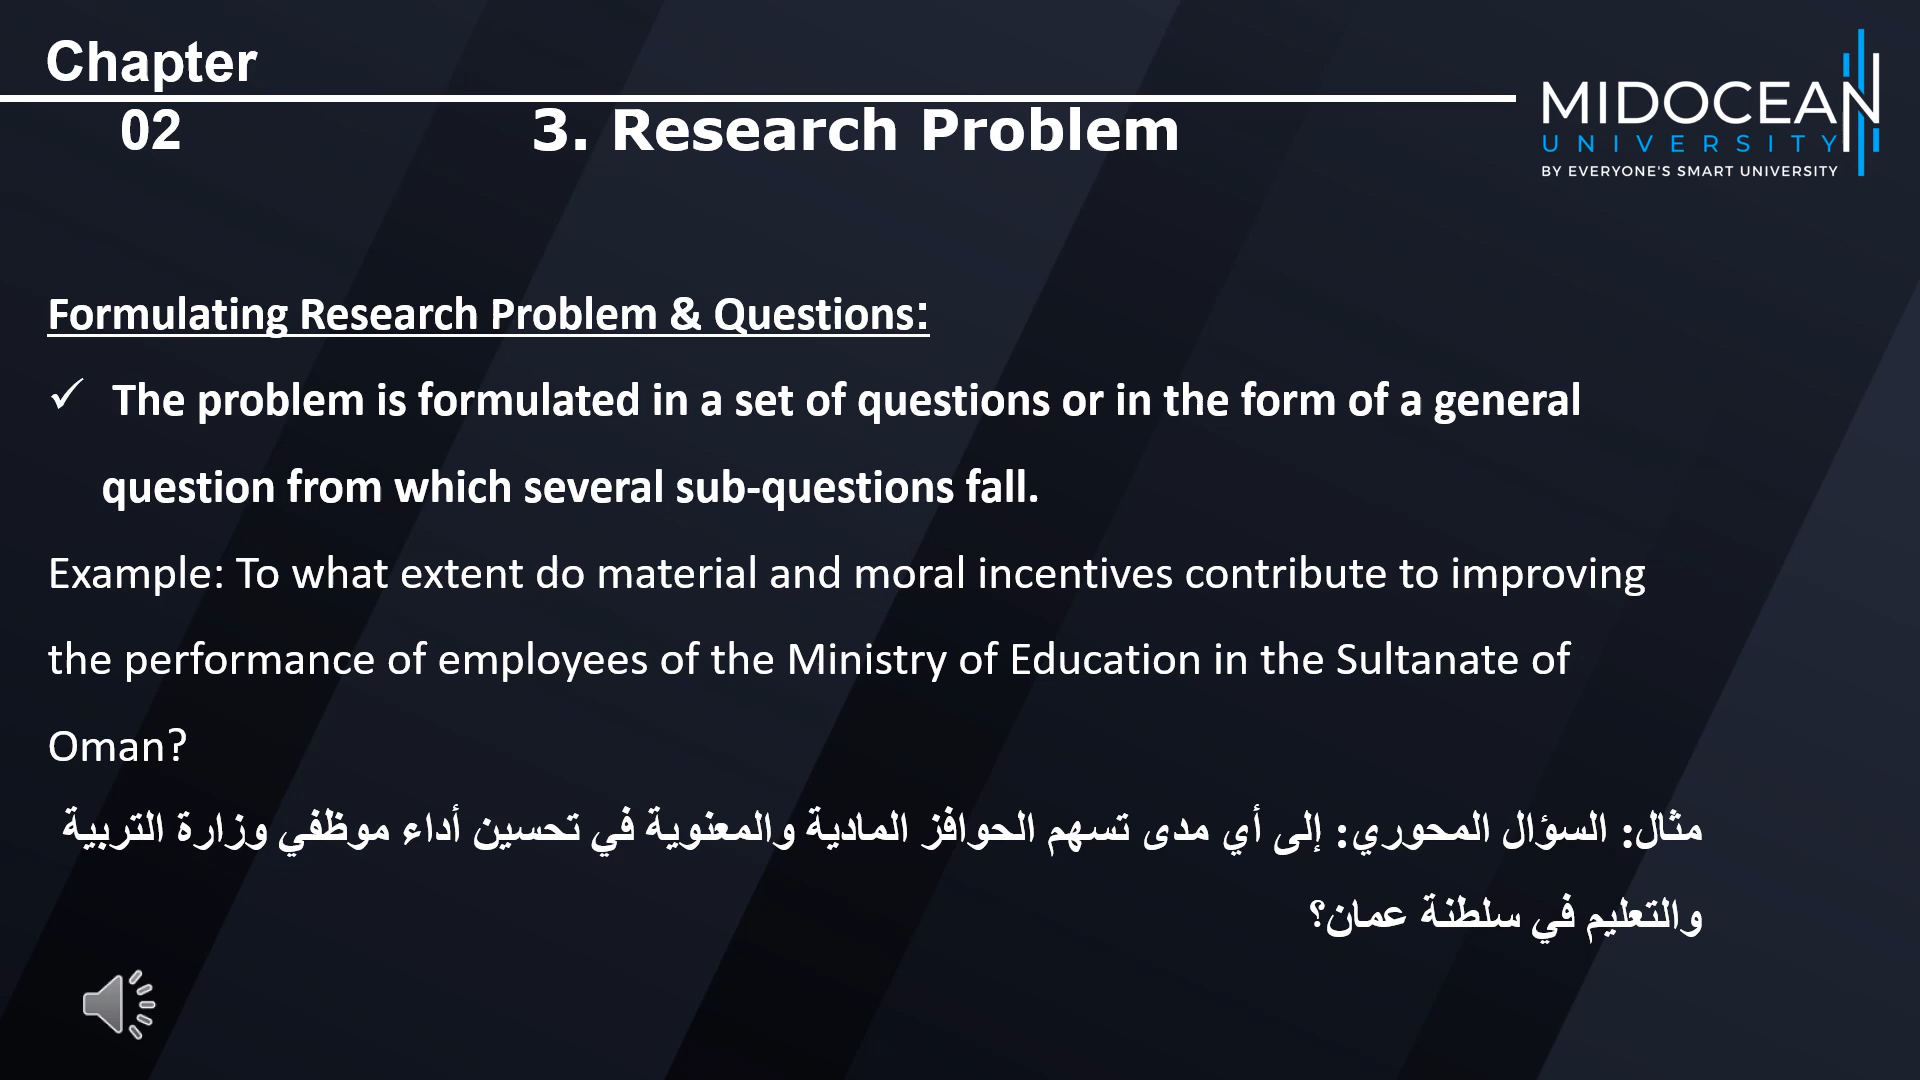 Chapter
02
3. Research Problem
MIDOCEAN
UNIVERSITY
BY EVERYONE'S SMART UNIVERSITY
Formulating Research Problem & Questions:
✓ The problem is formulated in a set of questions or in the form of a general
question from which several sub-questions fall.
Example: To what extent do material and moral incentives contribute to improving
the performance of employees of the Ministry of Education in the Sultanate of
Oman?
مثال: السؤال المحوري: إلى أي مدى تسهم الحوافز المادية والمعنوية في تحسين أداء موظفي وزارة التربية
والتعليم في سلطنة عمان؟